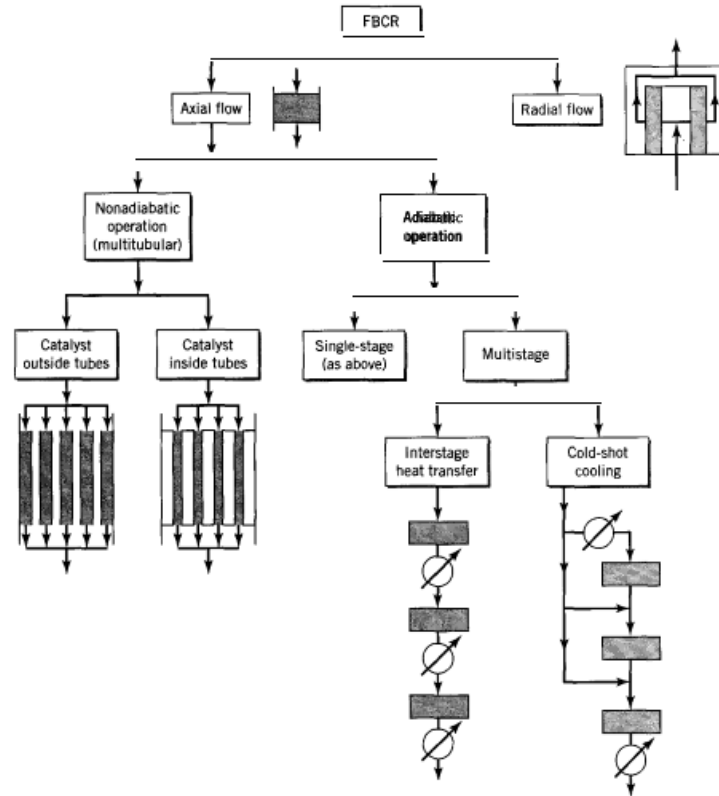 FBCR
Axial flow
Radial flow
Nonadiabatic
operation
(multitubular)
Adiabatic
operation
Catalyst
outside tubes
Catalyst
inside tubes
Single-stage
(as above)
Multistage
Interstage
heat transfer
Cold-shot
cooling